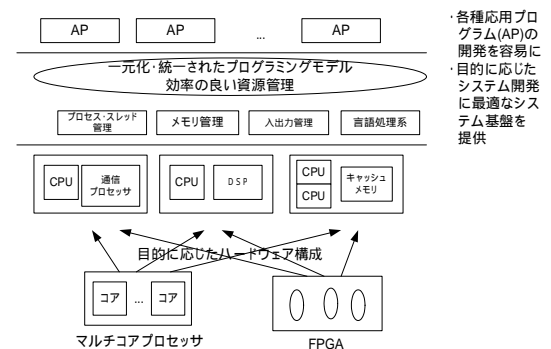 AP
AP
...
AP
一元化・統一されたプログラミングモデル
効率の良い資源管理
プロセス・スレッド
管理
メモリ管理
入出力管理
言語処理系
CPU
通信
プロセッサ
CPU
DSP
CPU
CPU
キャッシュ
メモリ
目的に応じたハードウェア構成
コア
...
コア
マルチコアプロセッサ
FPGA
・各種応用プロ
グラム(AP)の
開発を容易に
・目的に応じた
システム開発
に最適なシス
テム基盤を
提供